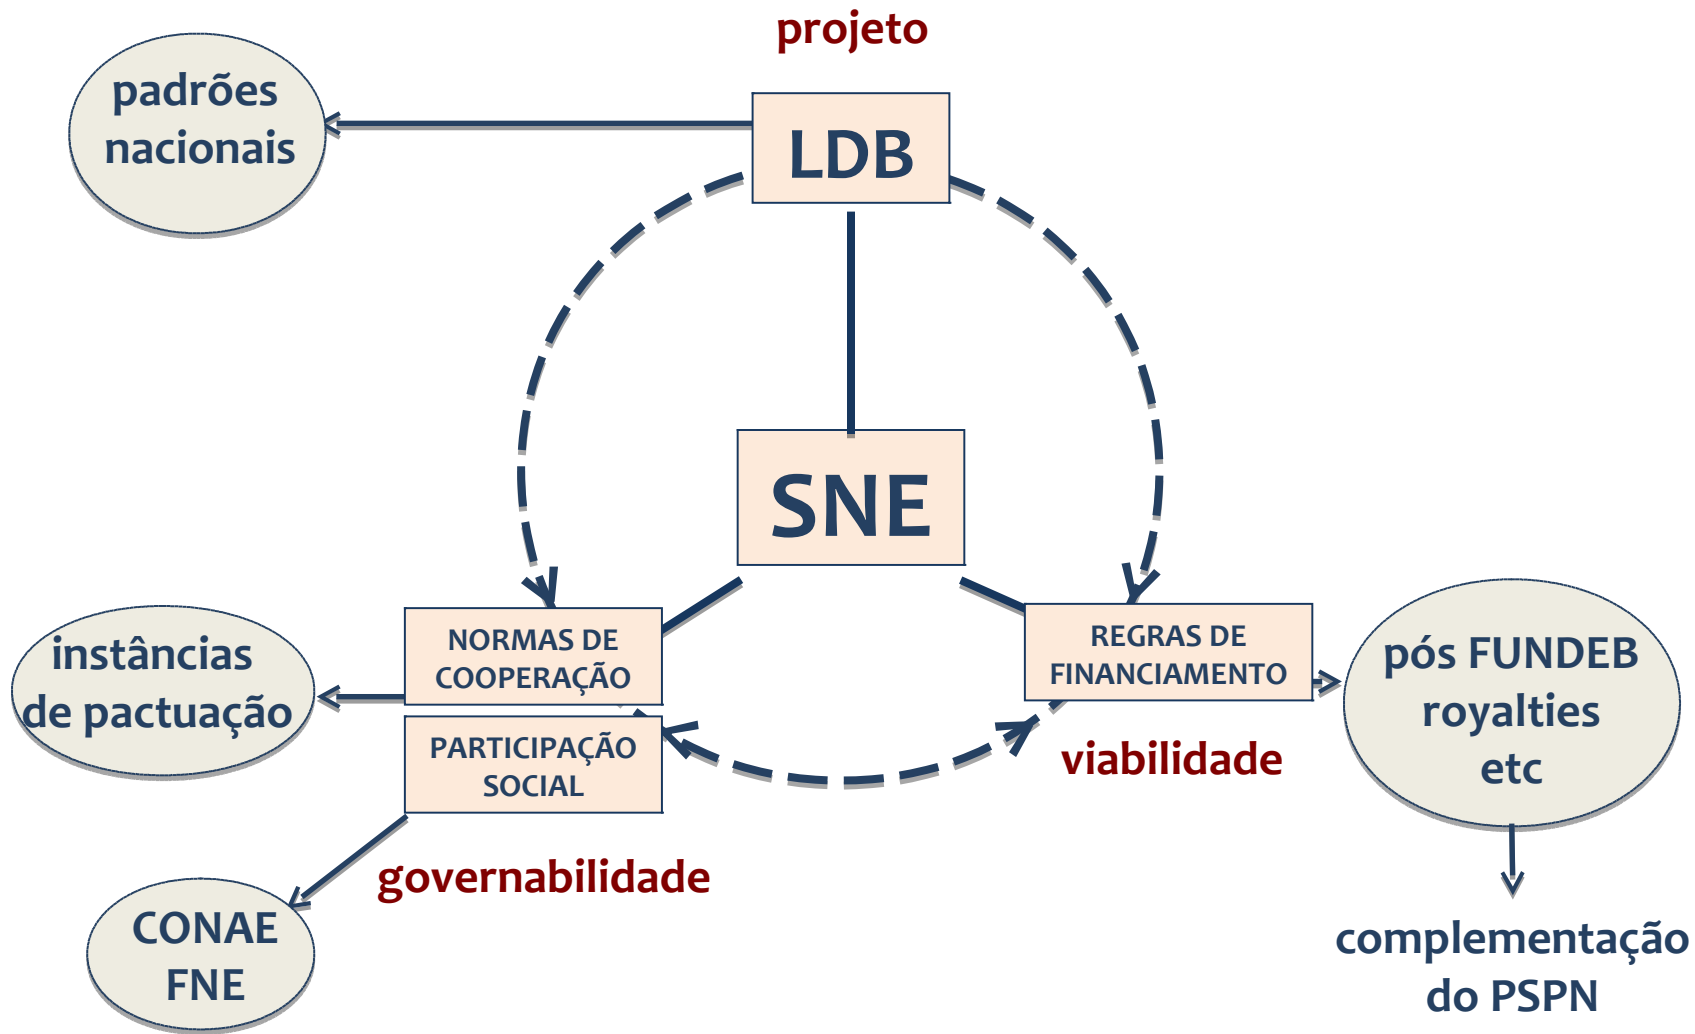 projeto
padrões
nacionais
LDB
SNE
NORMAS DE
COOPERAÇÃO
REGRAS DE
FINANCIAMENTO
instâncias
de pactuação
pós FUNDEB
royalties
etc
PARTICIPAÇÃO
SOCIAL
viabilidade
governabilidade
CONAE
FNE
complementação
do PSPN